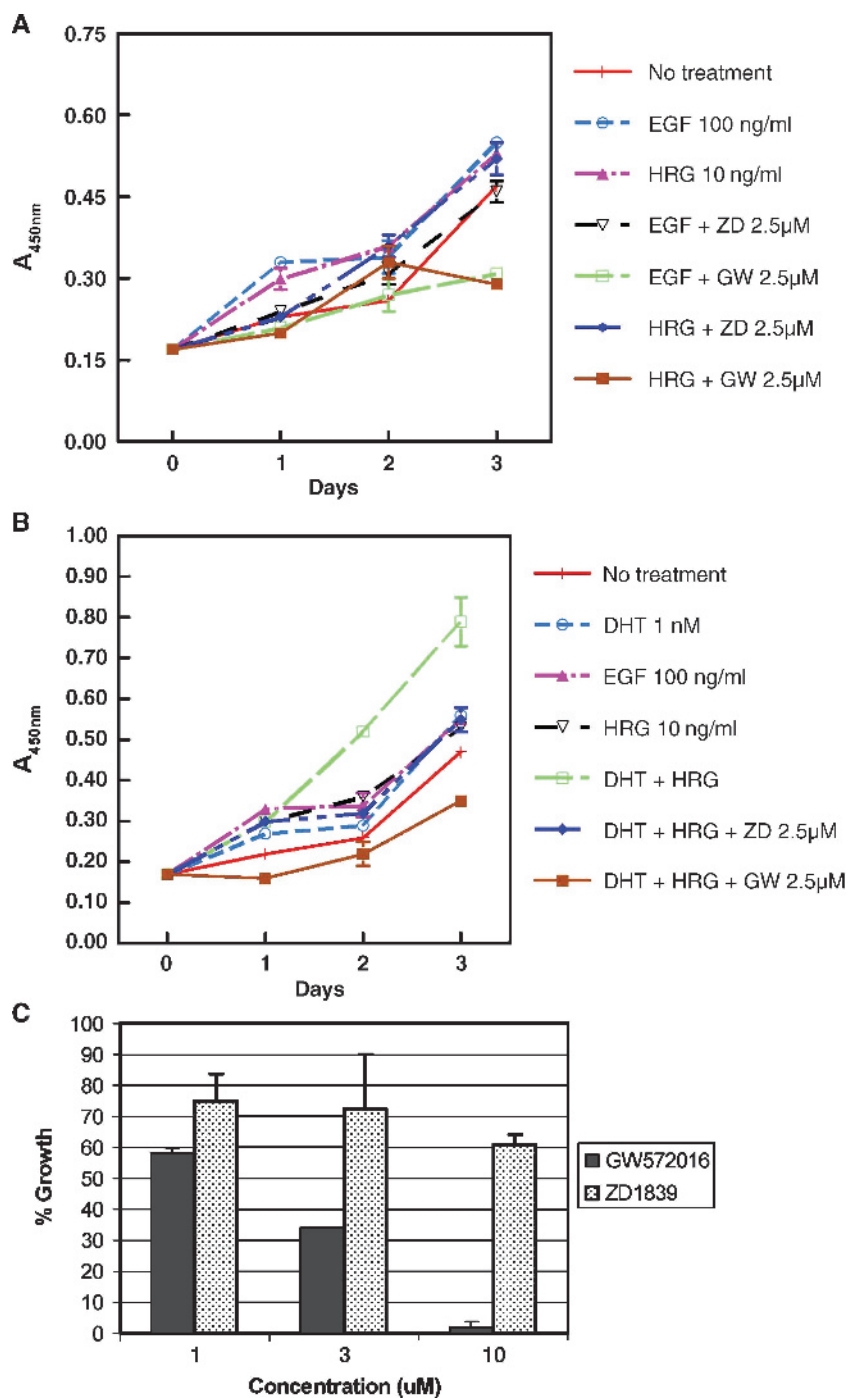 A
0.75
0.60
0.45
0.30
0.15
0.00
A450nm
0
1
2
3
Days
No treatment
EGF 100 ng/ml
HRG 10 ng/ml
EGF + ZD 2.5µM
EGF + GW 2.5µM
HRG + ZD 2.5µM
HRG + GW 2.5µM
B
1.00
0.90
0.80
0.70
0.60
0.50
0.40
0.30
0.20
0.10
0.00
A450nm
0
1
2
3
Days
No treatment
DHT 1 nM
EGF 100 ng/ml
HRG 10 ng/ml
DHT + HRG
DHT + HRG + ZD 2.5µM
DHT + HRG + GW 2.5µM
C
100
90
80
70
60
50
40
30
20
10
0
% Growth
1
3
10
Concentration (uM)
GW572016
ZD1839